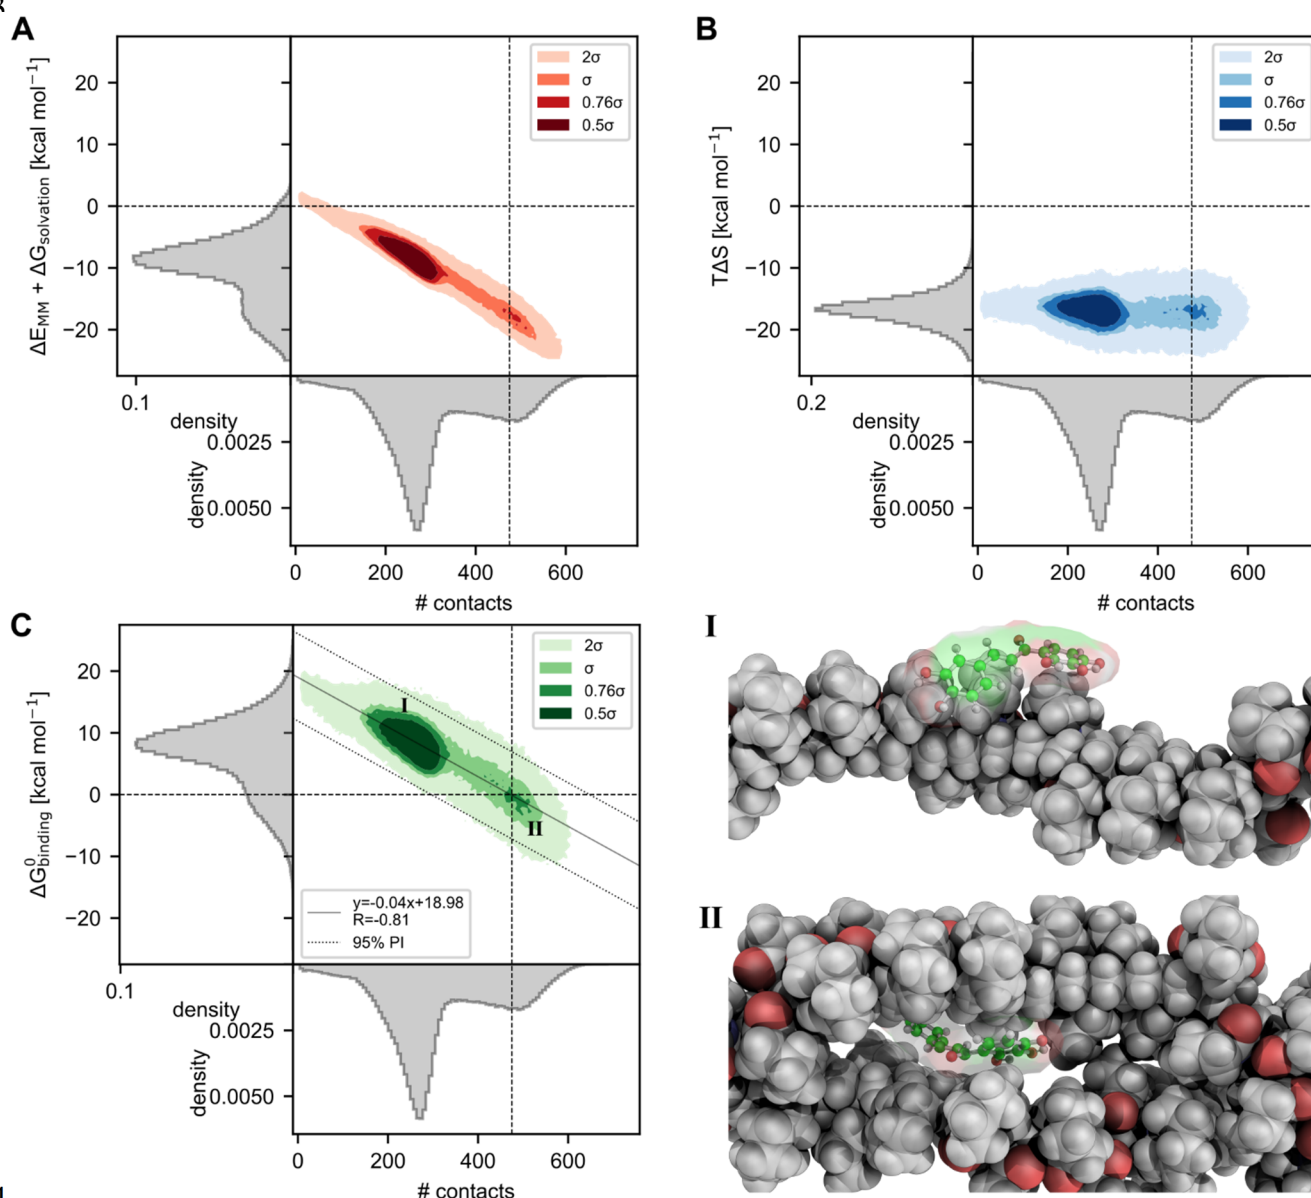 A
ΔE_MM + ΔG_solvation [kcal mol⁻¹]
20
10
0
−10
−20
2σ
σ
0.76σ
0.5σ
0.1
density
0.0025
0.0050
density
0
200
400
600
# contacts
B
TΔS [kcal mol⁻¹]
20
10
0
−10
−20
2σ
σ
0.76σ
0.5σ
0.2
density
0.0025
0.0050
density
0
200
400
600
# contacts
C
ΔG⁰_binding [kcal mol⁻¹]
20
10
0
−10
−20
2σ
σ
0.76σ
0.5σ
I
II
y=-0.04x+18.98
R=-0.81
95% PI
0.1
density
0.0025
0.0050
density
0
200
400
600
# contacts
I
II